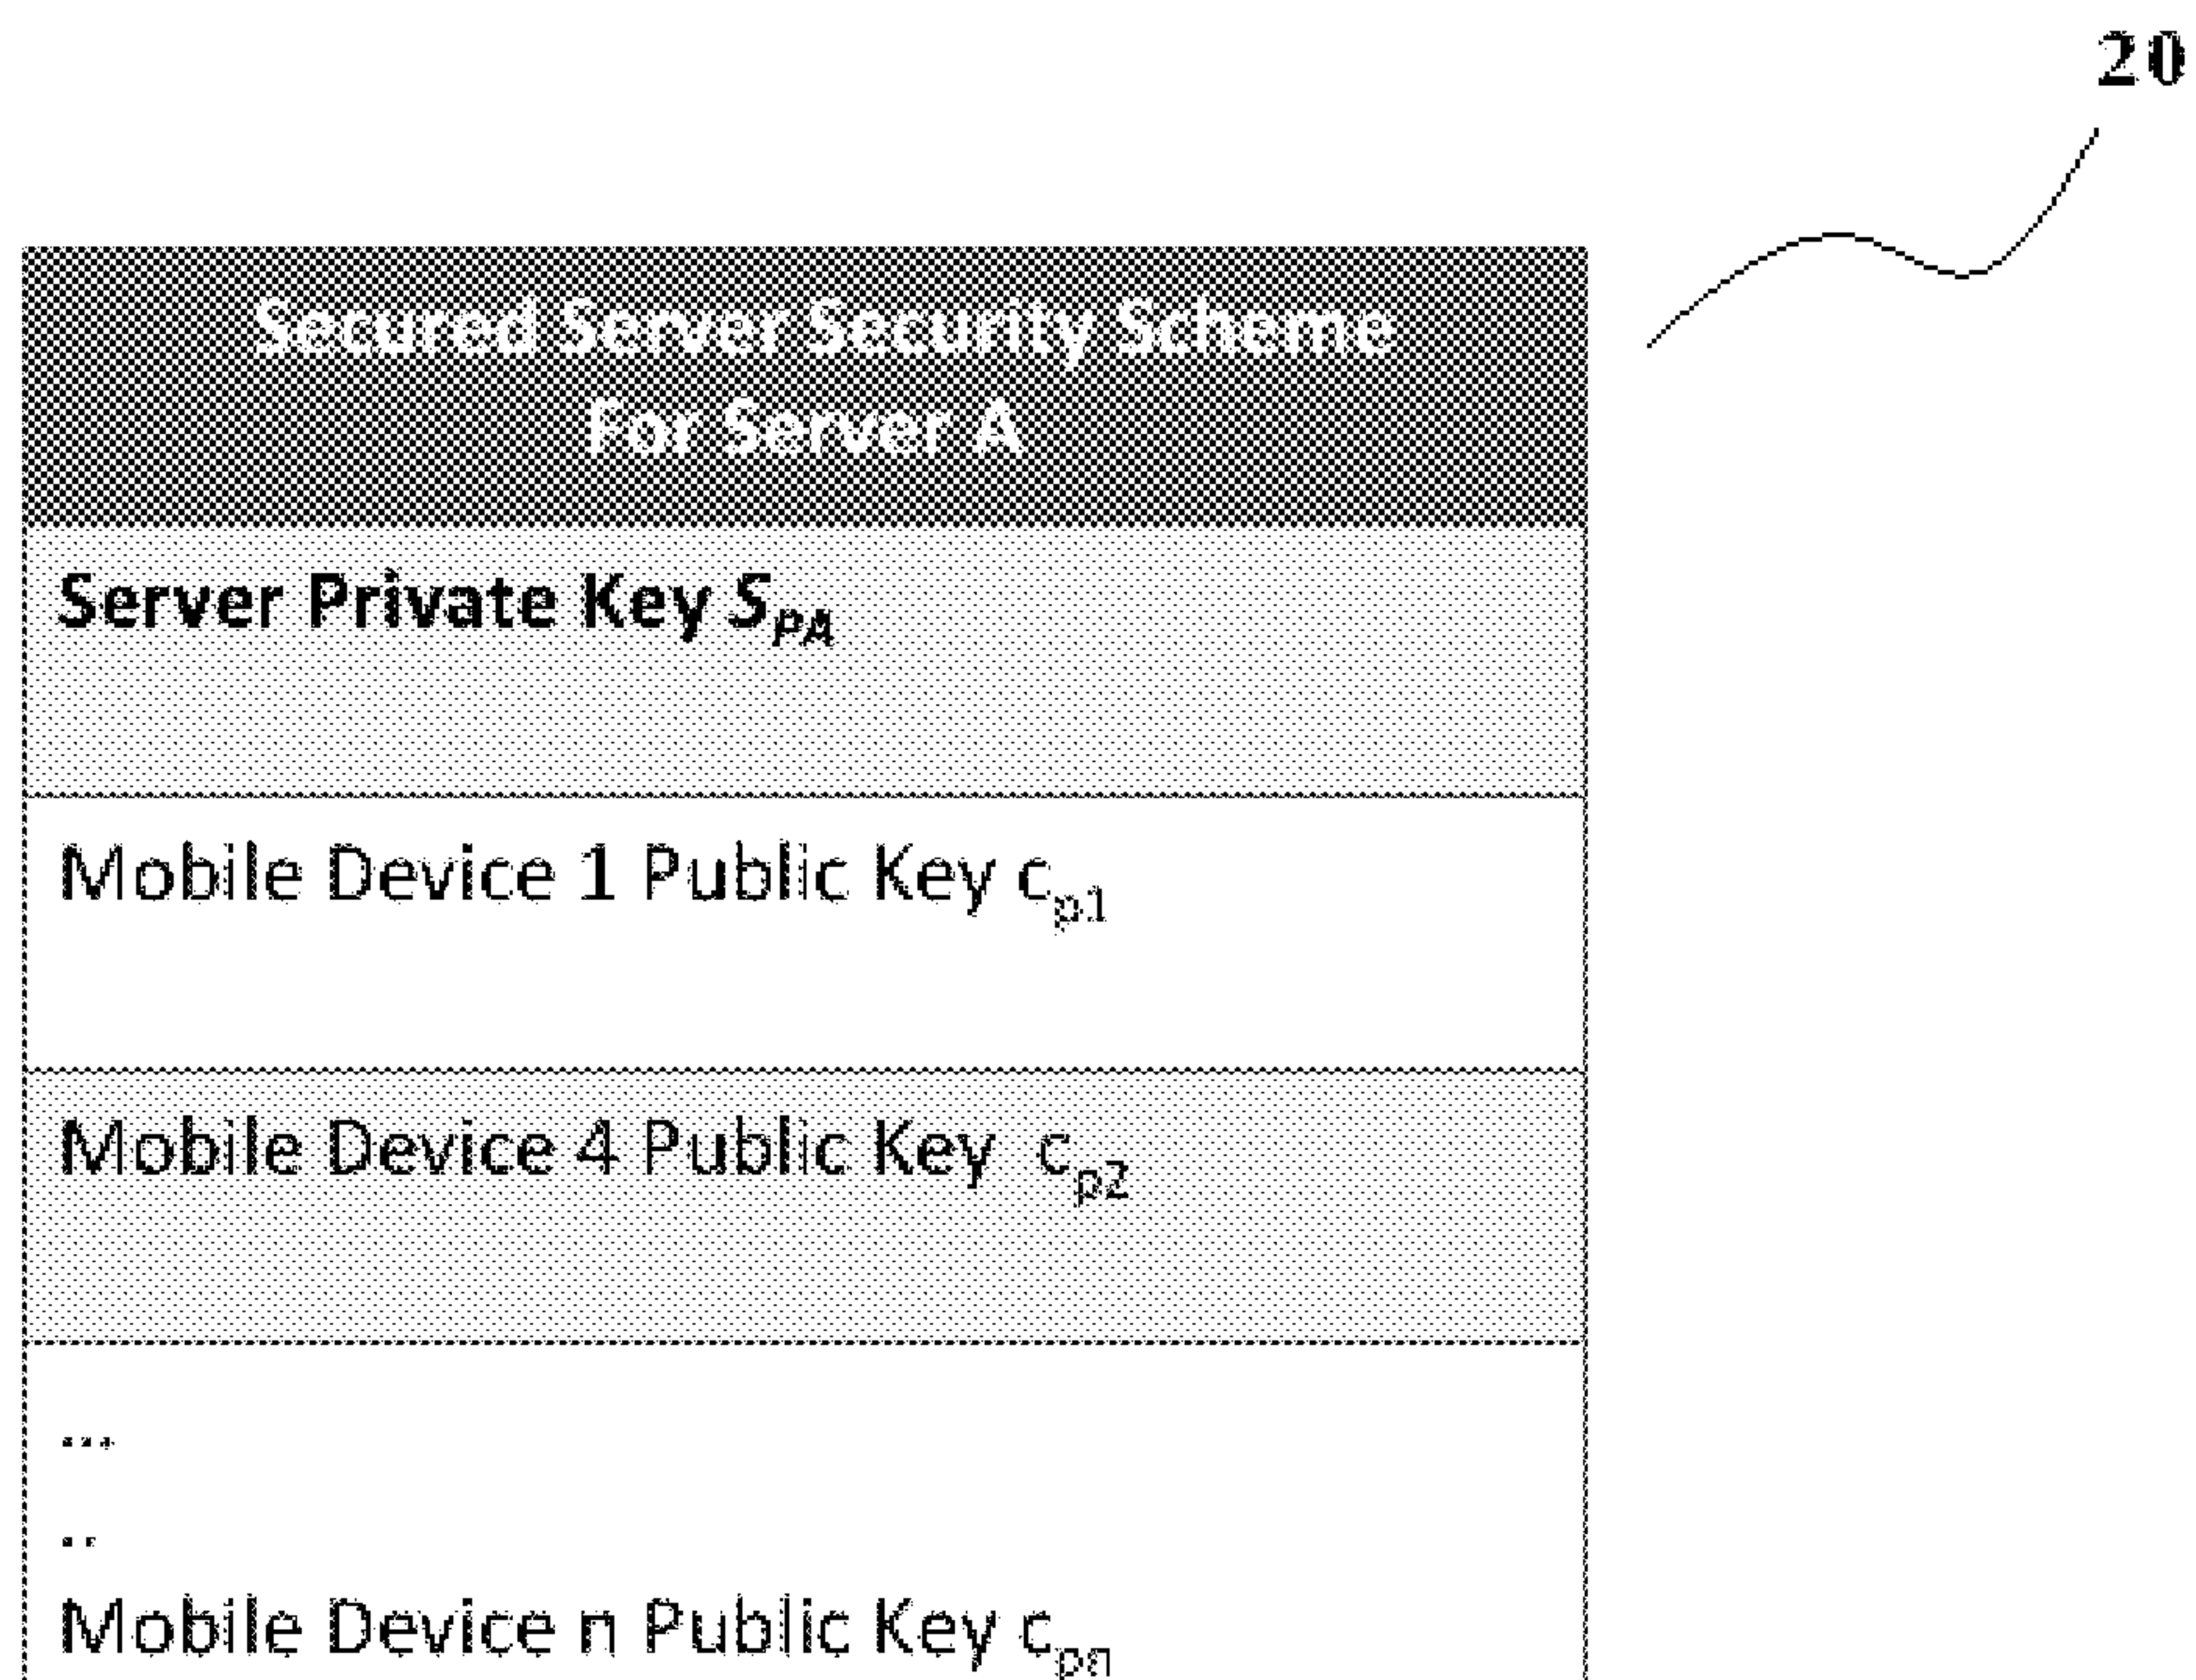 20
Secured Server Security Scheme
For Server A
Server Private Key S_PA
Mobile Device 1 Public Key c_p1
Mobile Device 4 Public Key c_p2
...
..
Mobile Device n Public Key c_pn